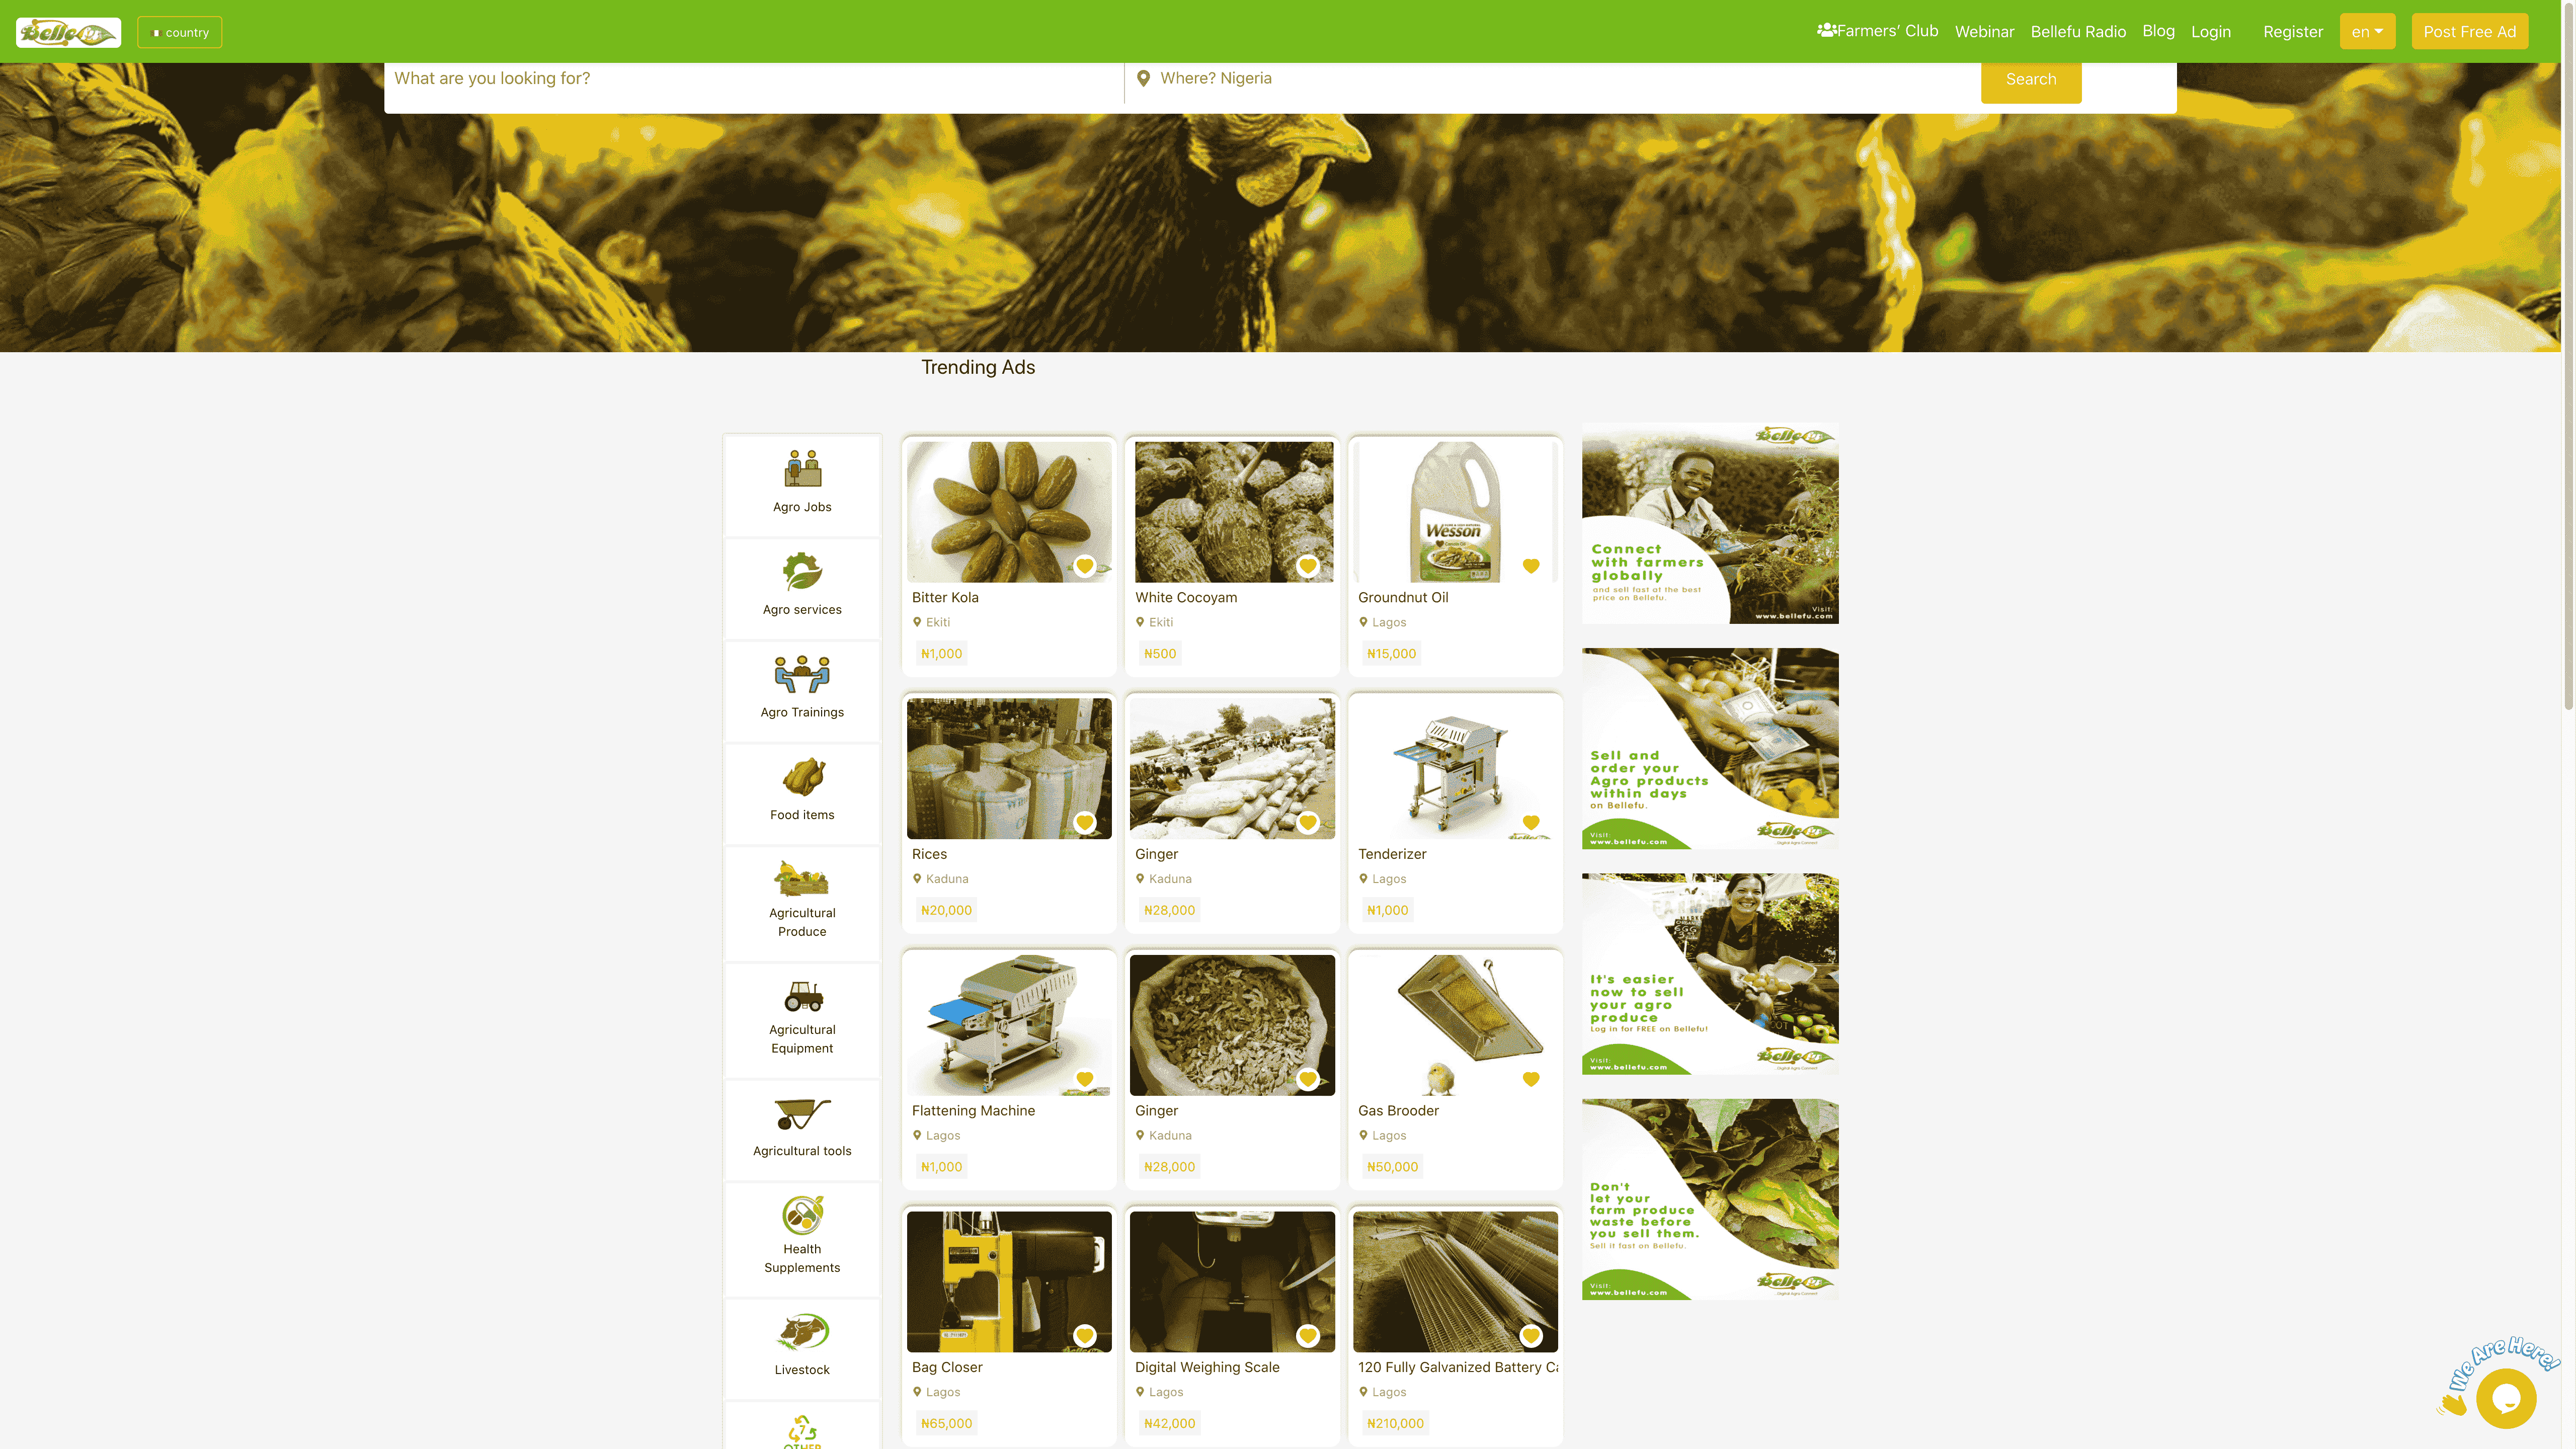 Bellefu
country
Farmers' Club
Webinar
Bellefu Radio
Blog
Login
Register
en
Post Free Ad
What are you looking for?
Where? Nigeria
Search
Trending Ads
Agro Jobs
Agro services
Agro Trainings
Food items
Agricultural
Produce
Agricultural
Equipment
Agricultural tools
Health
Supplements
Livestock
Bitter Kola
Ekiti
₦1,000
White Cocoyam
Ekiti
₦500
Wesson
Groundnut Oil
Lagos
₦15,000
Rices
Kaduna
₦20,000
Ginger
Kaduna
₦28,000
Tenderizer
Lagos
₦1,000
Flattening Machine
Lagos
₦1,000
Ginger
Kaduna
₦28,000
Gas Brooder
Lagos
₦50,000
Bag Closer
Lagos
₦65,000
Digital Weighing Scale
Lagos
₦42,000
120 Fully Galvanized Battery Ca
Lagos
₦210,000
Connect
with farmers
globally
and sell fast at the best
price on Bellefu.
Visit:
www.bellefu.com
Sell and
order your
Agro products
within days
on Bellefu.
Visit:
www.bellefu.com
It's easier
now to sell
your agro
produce
Log in for FREE on Bellefu!
Visit:
www.bellefu.com
Don't
let your
farm produce
waste before
you sell them.
Sell it fast on Bellefu.
Visit:
www.bellefu.com
We Are Here!